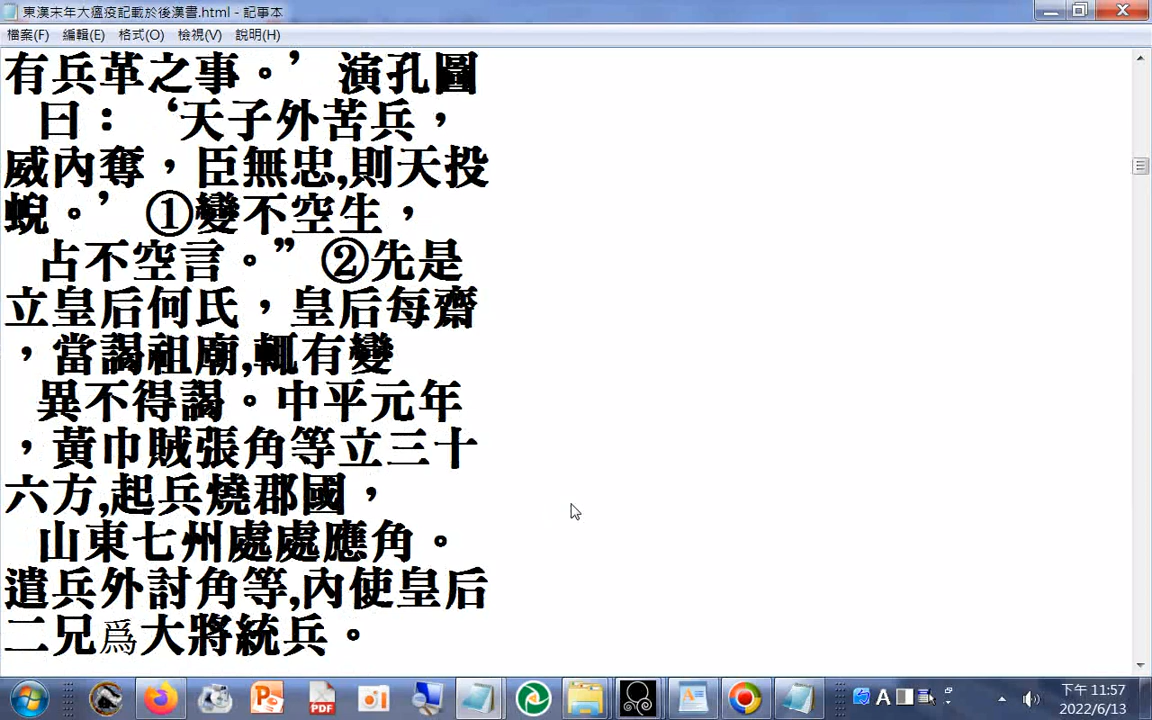 東漢末年大瘟疫記載於後漢書.html - 記事本
檔案(F) 編輯(E) 格式(O) 檢視(V) 說明(H)
有兵革之事。’演孔圖
曰：‘天子外苦兵，
威內奪，臣無忠,則天投
蜺。’①變不空生，
占不空言。”②先是
立皇后何氏，皇后每齋
，當謁祖廟,輒有變
異不得謁。中平元年
，黃巾賊張角等立三十
六方,起兵燒郡國，
山東七州處處應角。
遣兵外討角等,內使皇后
二兄爲大將統兵。
PDF
A
下午 11:57
2022/6/13